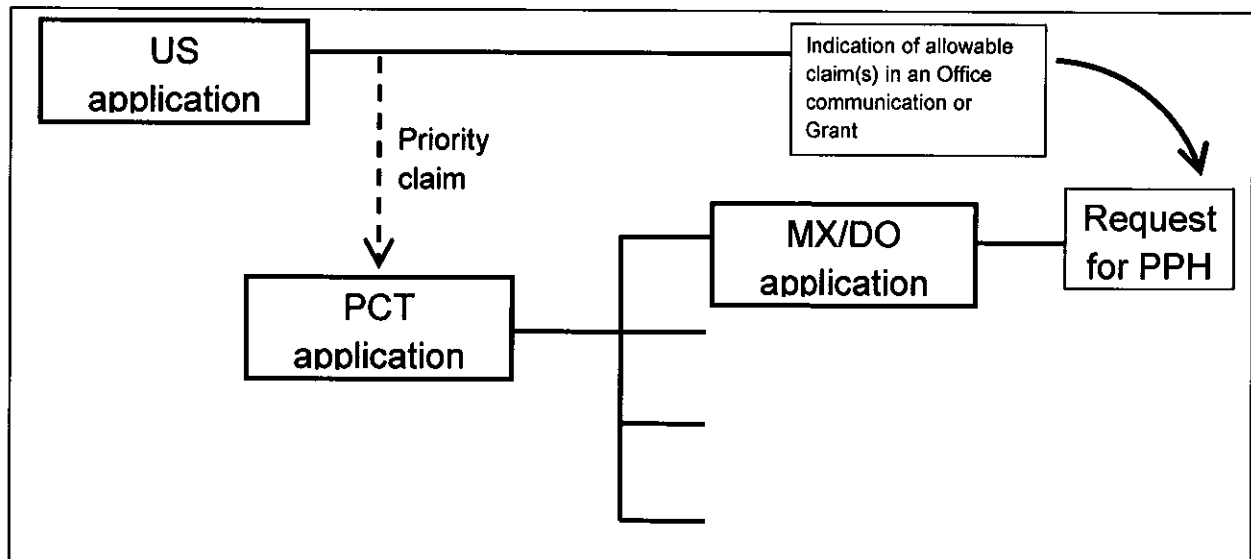 US
application
Indication of allowable
claim(s) in an Office
communication or
Grant
Priority
claim
Request
for PPH
MX/DO
application
PCT
application